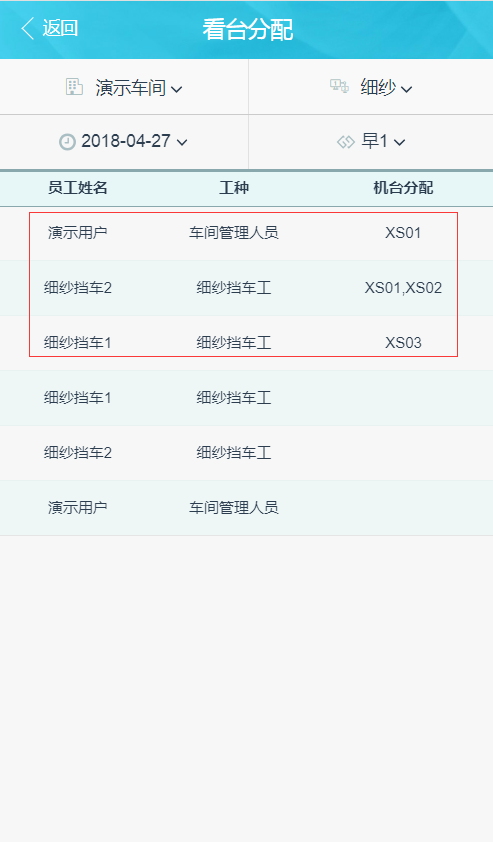 返回 看台分配
演示车间 细纱
2018-04-27 早1
员工姓名 工种 机台分配
演示用户 车间管理人员 XS01
细纱挡车2 细纱挡车工 XS01,XS02
细纱挡车1 细纱挡车工 XS03
细纱挡车1 细纱挡车工
细纱挡车2 细纱挡车工
演示用户 车间管理人员